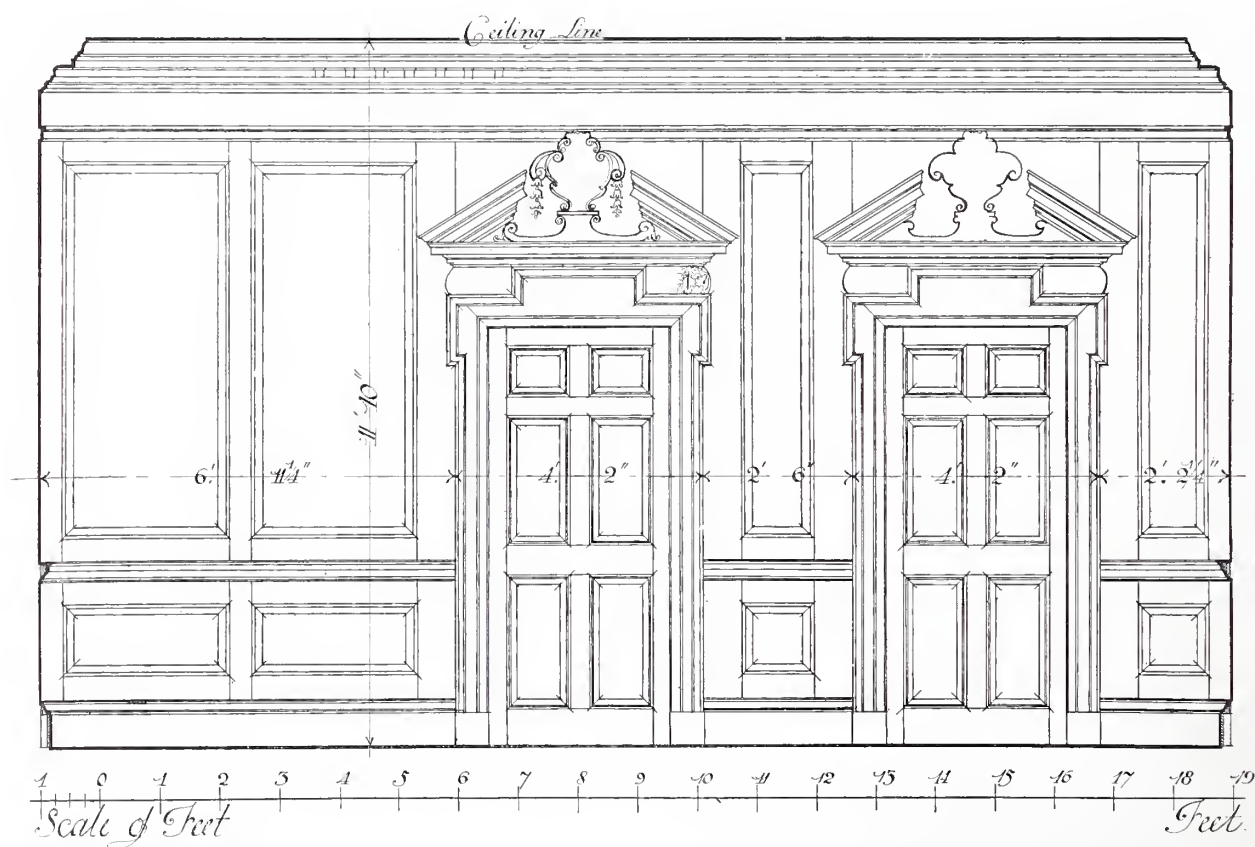 Ceiling Line
11' 10"
6'. 11¼" 4'. 2" 2' 6" 4'. 2" 2'. 2¼"
1 0 1 2 3 4 5 6 7 8 9 10 11 12 13 14 15 16 17 18 19
Scale of Feet Feet.